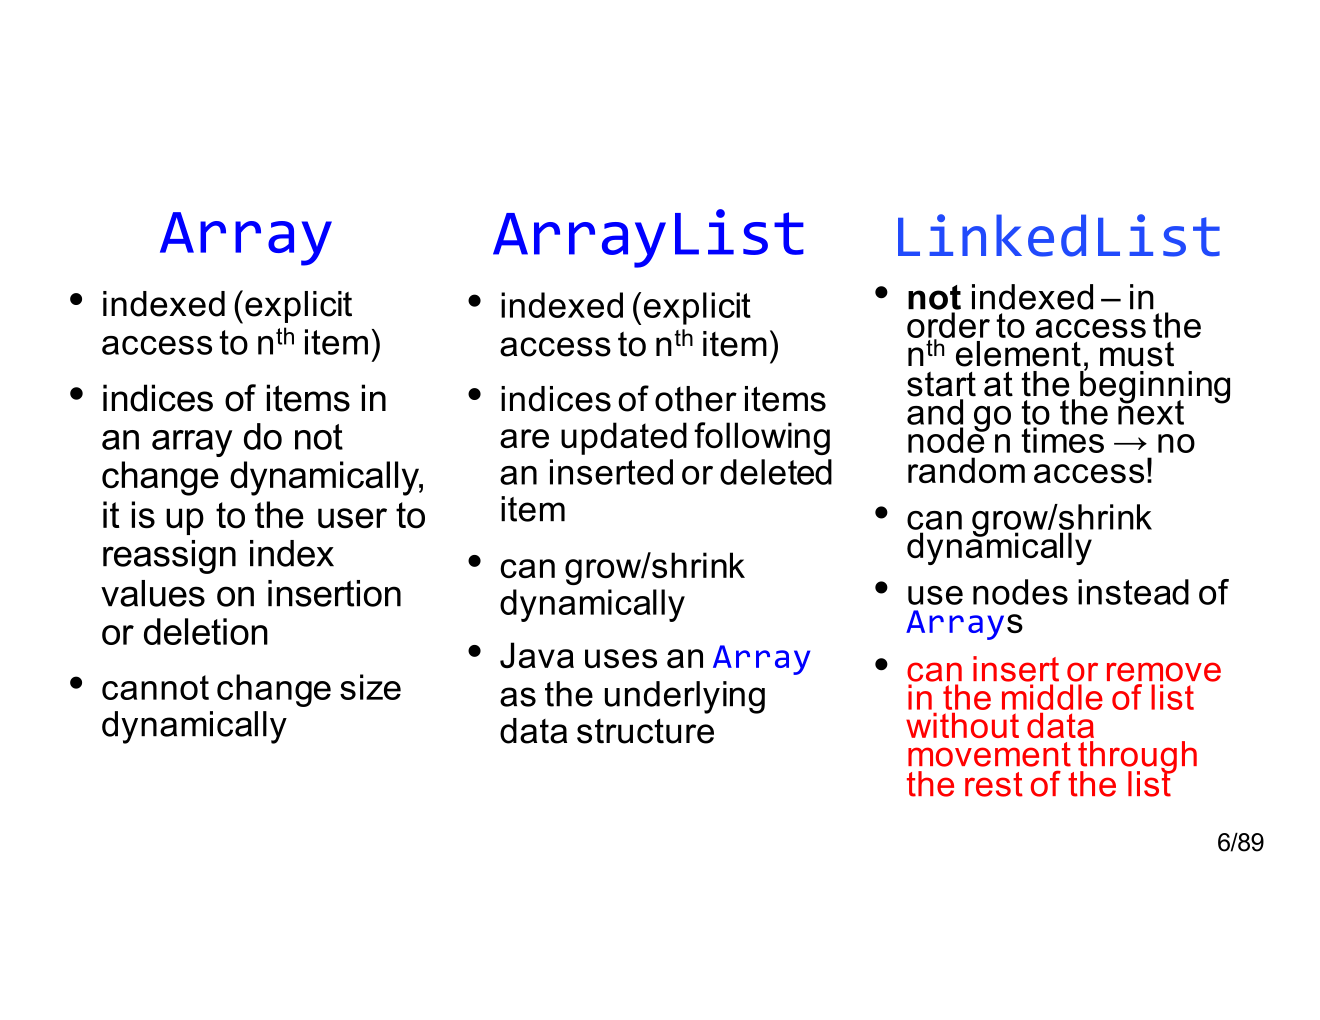 Array
• indexed (explicit
access to nth item)
• indices of items in
an array do not
change dynamically,
it is up to the user to
reassign index
values on insertion
or deletion
• cannot change size
dynamically
ArrayList
• indexed (explicit
access to nth item)
• indices of other items
are updated following
an inserted or deleted
item
• can grow/shrink
dynamically
• Java uses an Array
as the underlying
data structure
LinkedList
• not indexed – in
order to access the
nth element, must
start at the beginning
and go to the next
node n times → no
random access!
• can grow/shrink
dynamically
• use nodes instead of
Arrays
• can insert or remove
in the middle of list
without data
movement through
the rest of the list
6/89